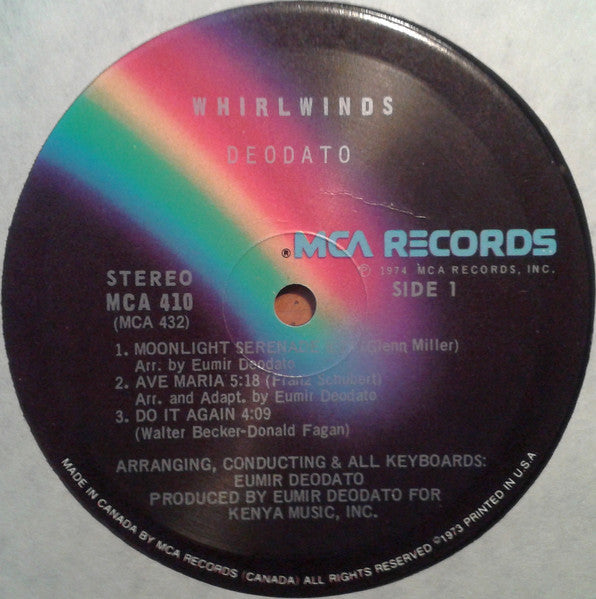 WHIRLWINDS
DEODATO
® MCA RECORDS
℗ 1974 MCA RECORDS, INC.
STEREO
MCA 410
(MCA 432)
SIDE 1
1. MOONLIGHT SERENADE (Glenn Miller)
Arr. by Eumir Deodato
2. AVE MARIA 5:18 (Franz Schubert)
Arr. and Adapt. by Eumir Deodato
3. DO IT AGAIN 4:09
(Walter Becker-Donald Fagan)
ARRANGING, CONDUCTING & ALL KEYBOARDS:
EUMIR DEODATO
PRODUCED BY EUMIR DEODATO FOR
KENYA MUSIC, INC.
MADE IN CANADA BY MCA RECORDS (CANADA) ALL RIGHTS RESERVED ℗1973 PRINTED IN U.S.A